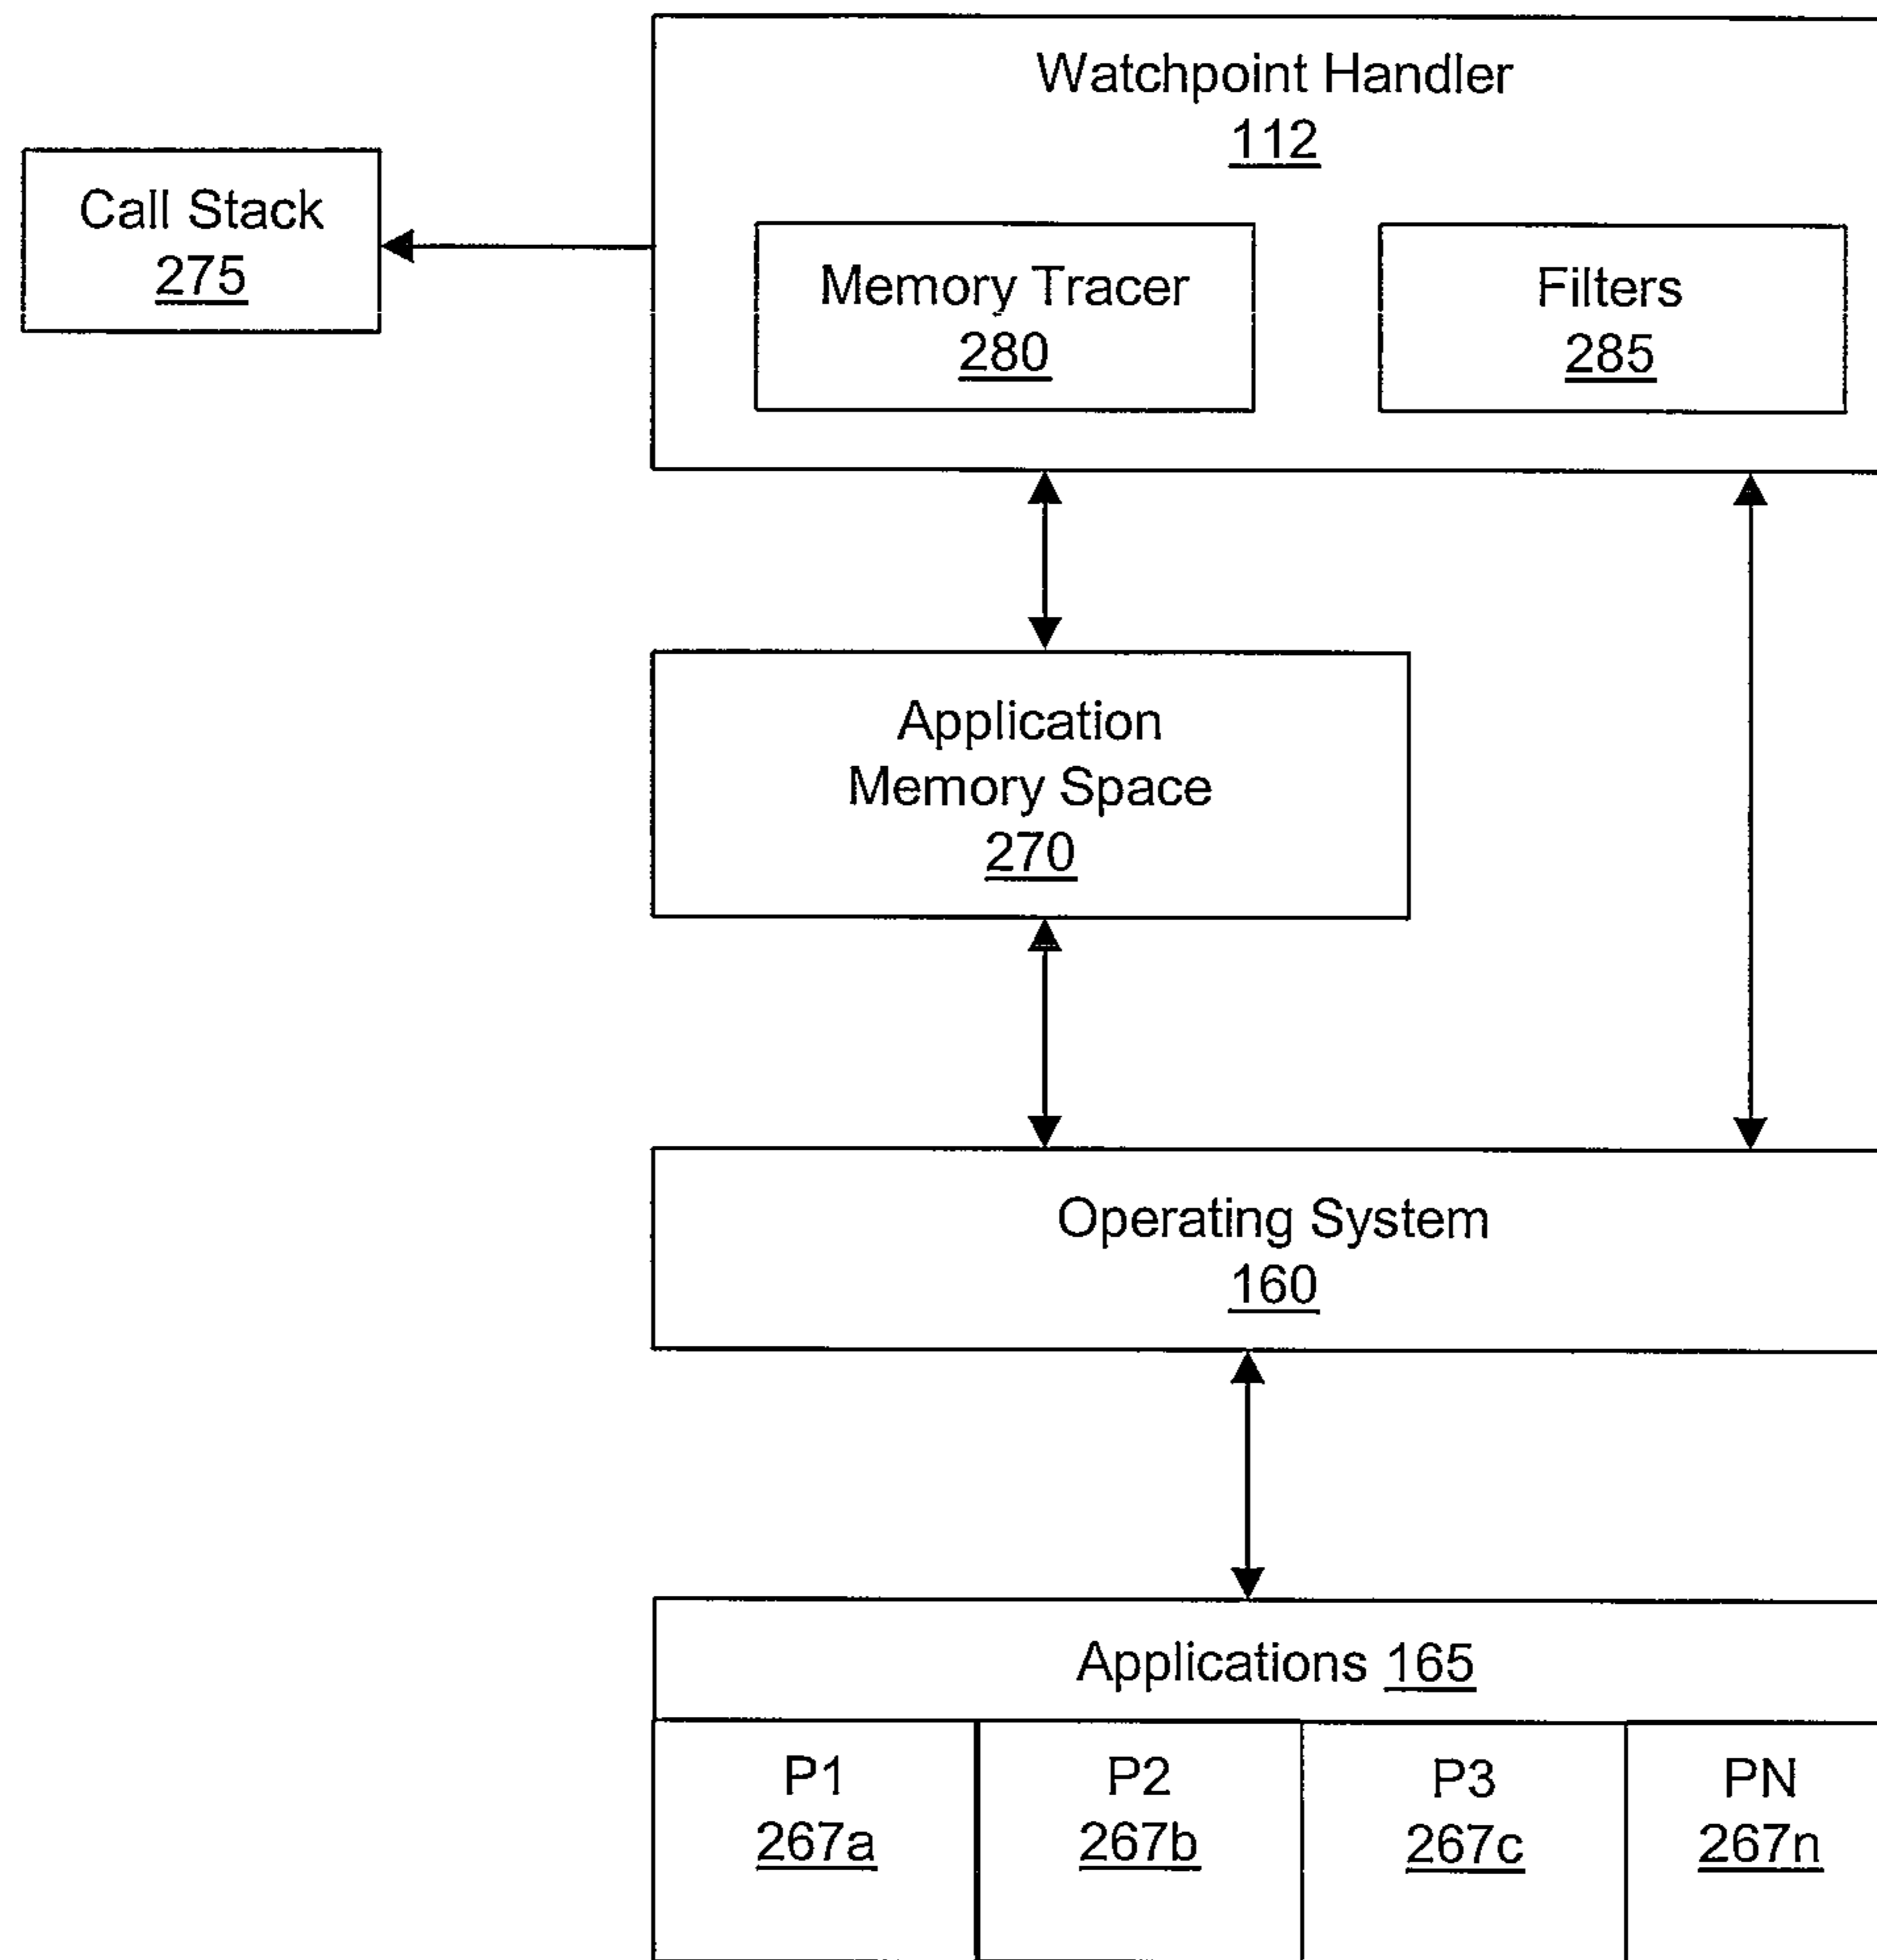 Watchpoint Handler
112
Call Stack
275
Memory Tracer
280
Filters
285
Application
Memory Space
270
Operating System
160
Applications 165
P1
267a
P2
267b
P3
267c
PN
267n